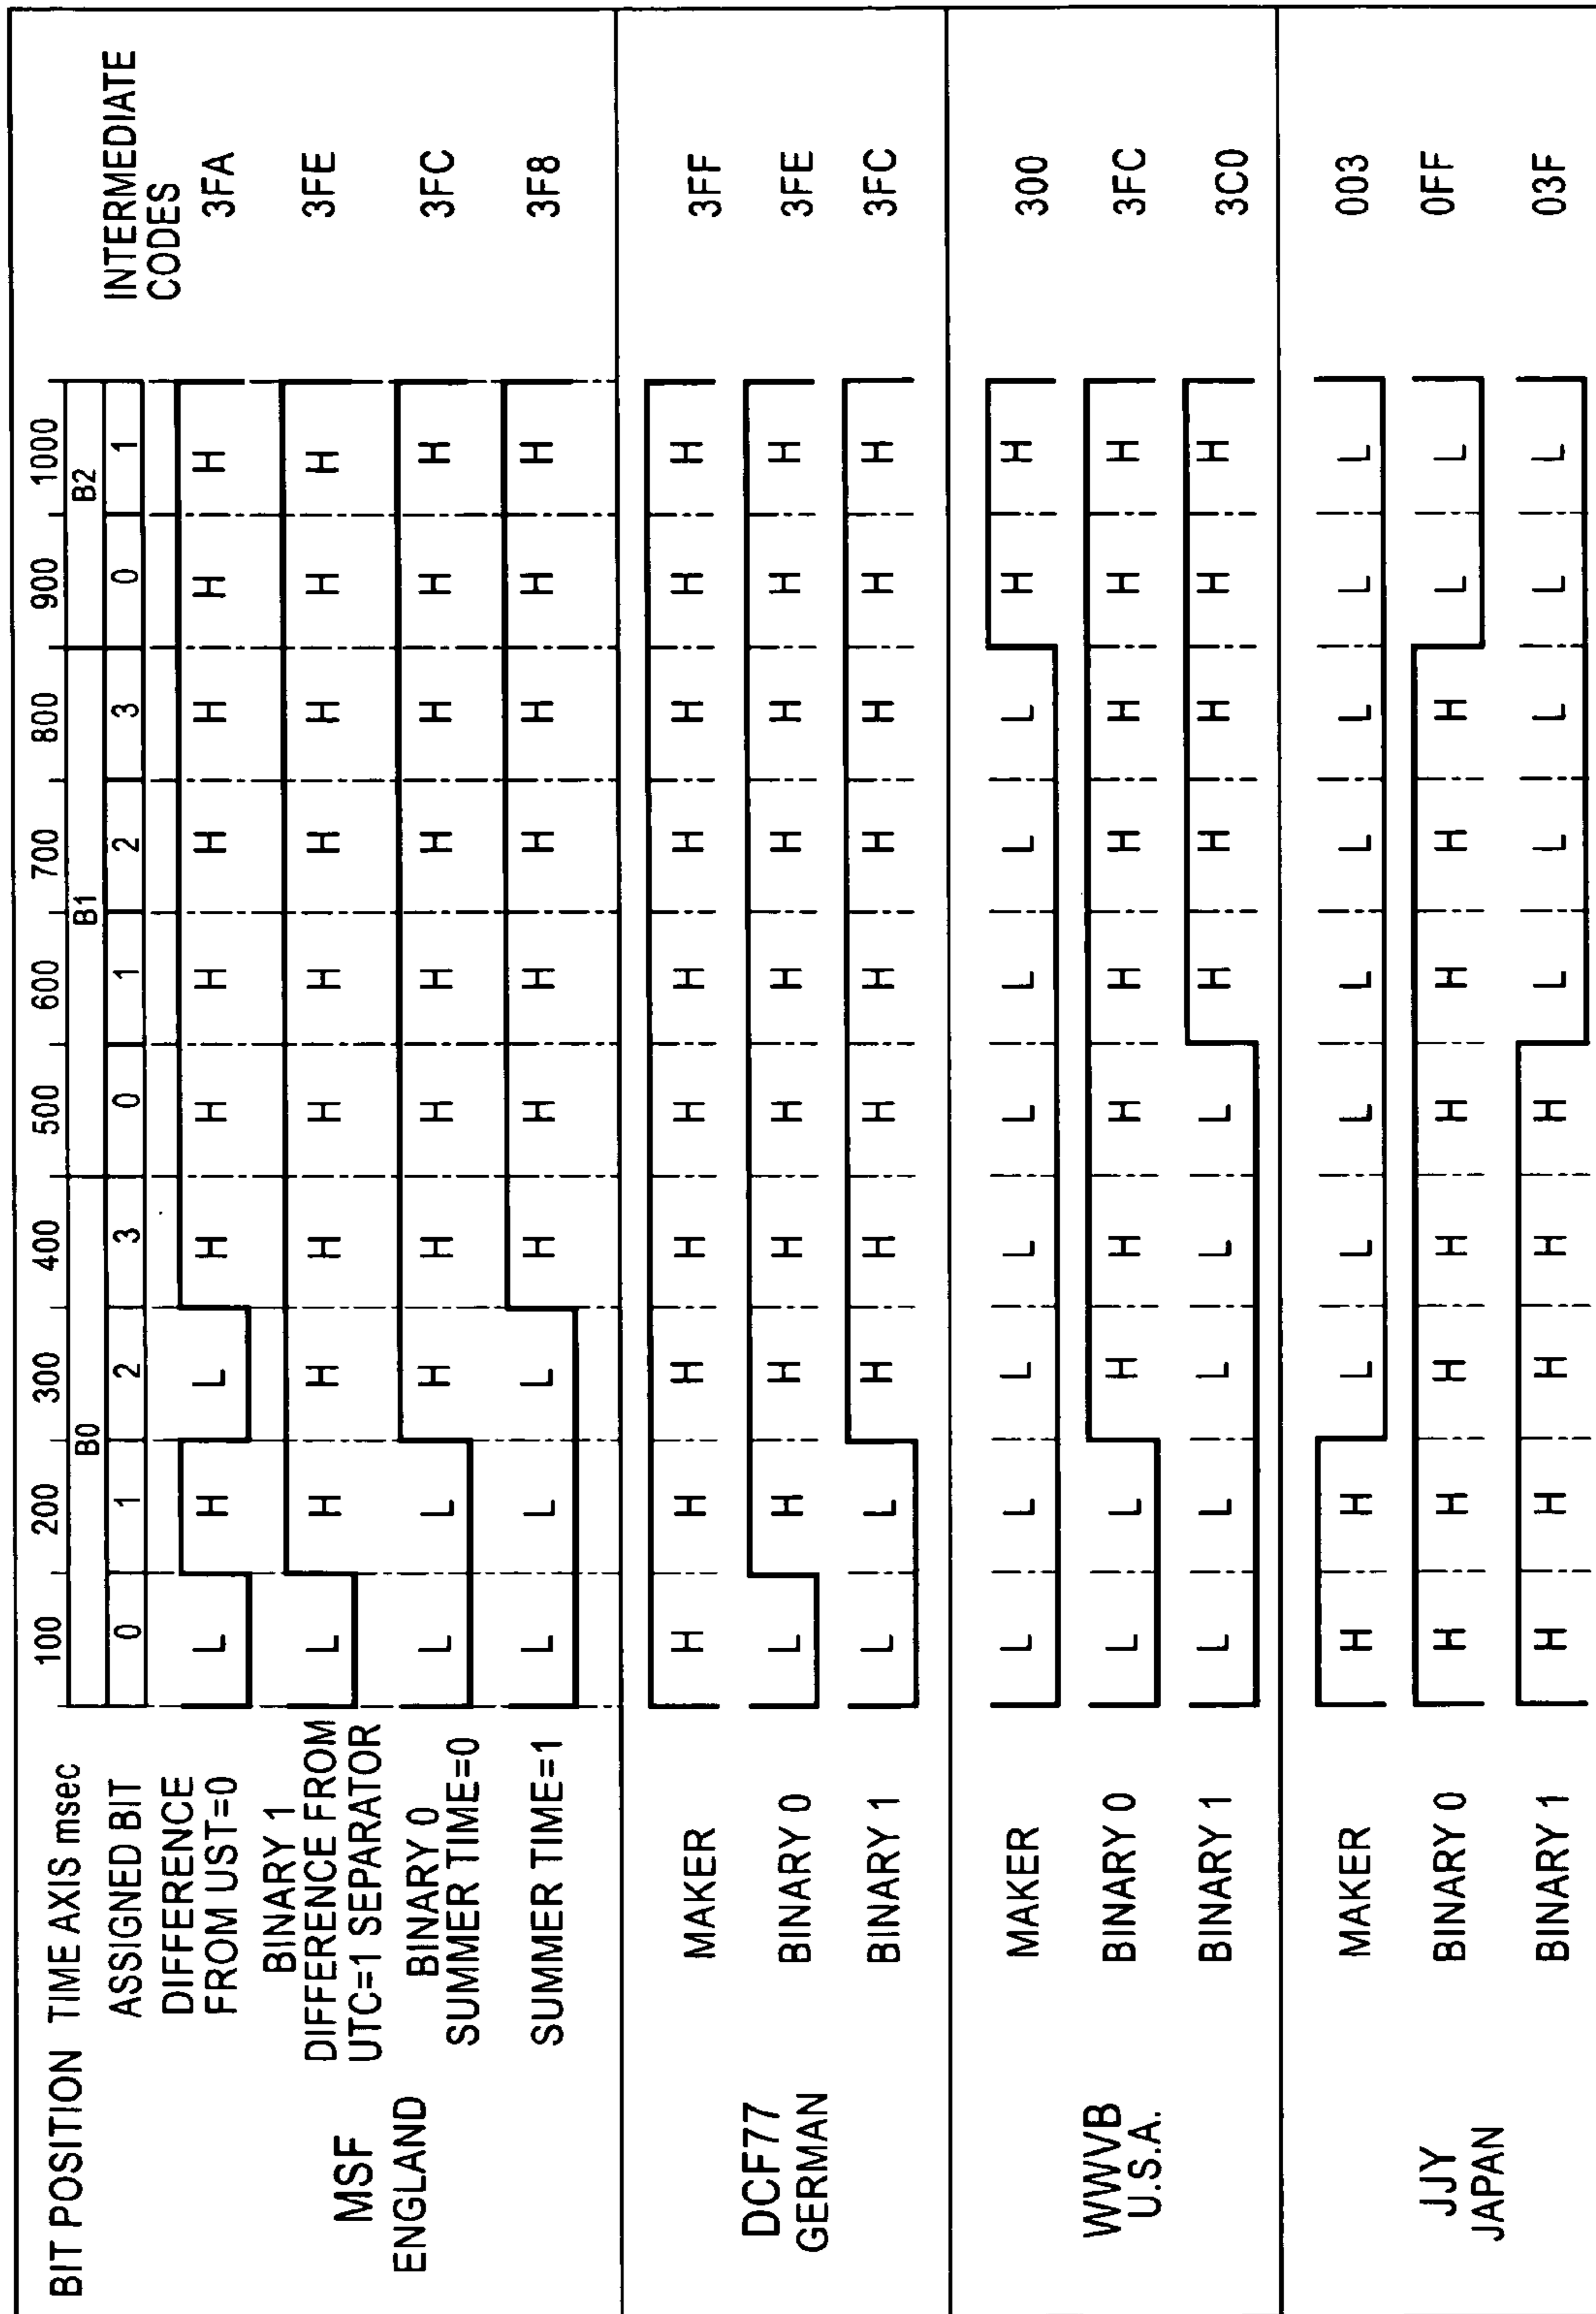 BIT POSITION TIME AXIS msec 100 200 300 400 500 600 700 800 900 1000
B0 B1 B2
ASSIGNED BIT 0 1 2 3 0 1 2 3 0 1
INTERMEDIATE
CODES
MSF
ENGLAND
DIFFERENCE
FROM UST=0 L H L H H H H H H H 3FA
BINARY 1
DIFFERENCE FROM
UTC=1 SEPARATOR L H H H H H H H H H 3FE
BINARY 0
SUMMER TIME=0 L L H H H H H H H H 3FC
SUMMER TIME=1 L L L H H H H H H H 3F8
DCF77
GERMAN
MAKER H H H H H H H H H H 3FF
BINARY 0 L H H H H H H H H H 3FE
BINARY 1 L L H H H H H H H H 3FC
WWVB
U.S.A.
MAKER L L L L L L L L H H 300
BINARY 0 L L H H H H H H H H 3FC
BINARY 1 L L L L L H H H H H 3C0
JJY
JAPAN
MAKER H H L L L L L L L L 003
BINARY 0 H H H H H H H H L L 0FF
BINARY 1 H H H H H L L L L L 03F